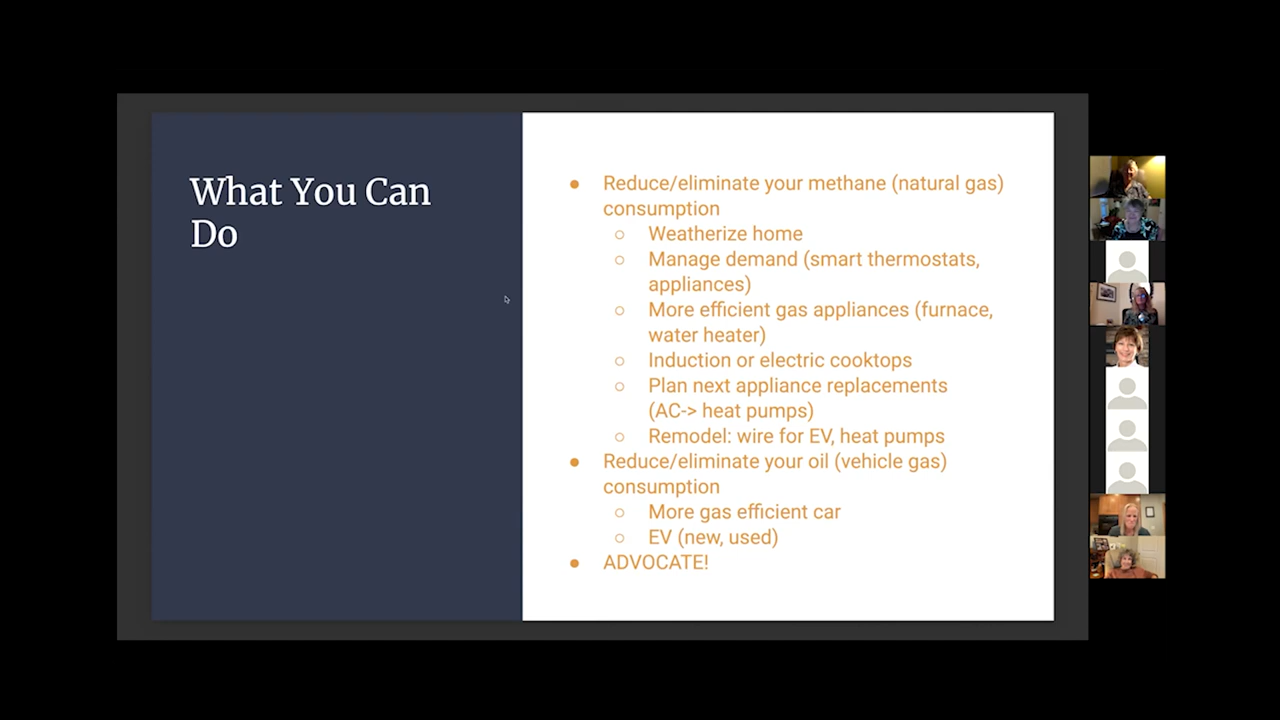 What You Can
Do
● Reduce/eliminate your methane (natural gas)
consumption
○ Weatherize home
○ Manage demand (smart thermostats,
appliances)
○ More efficient gas appliances (furnace,
water heater)
○ Induction or electric cooktops
○ Plan next appliance replacements
(AC-> heat pumps)
○ Remodel: wire for EV, heat pumps
● Reduce/eliminate your oil (vehicle gas)
consumption
○ More gas efficient car
○ EV (new, used)
● ADVOCATE!